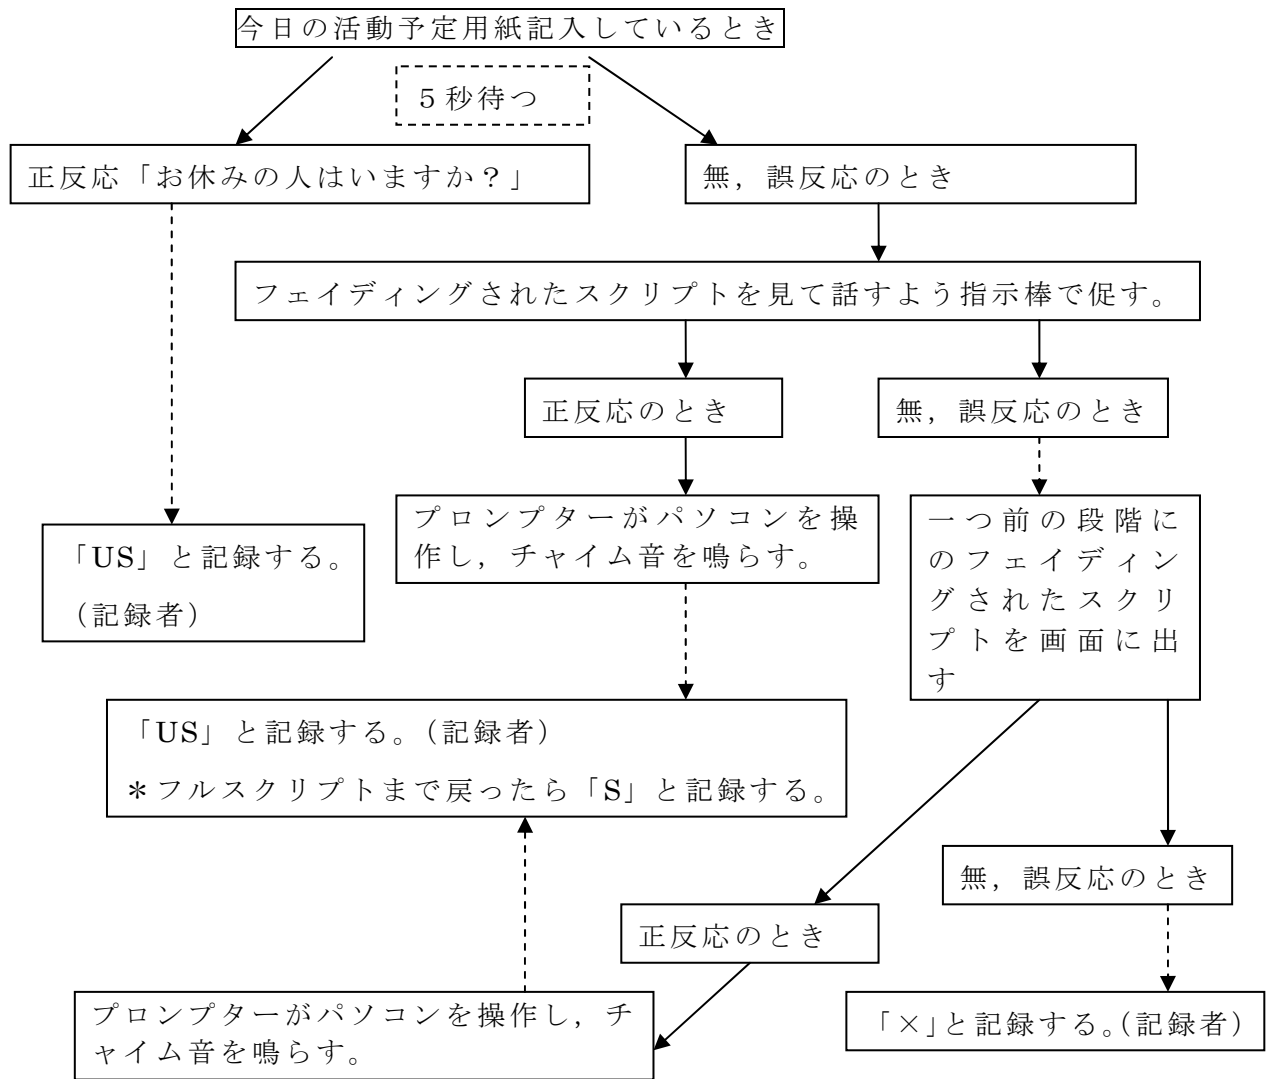 今日の活動予定用紙記入しているとき
５秒待つ
正反応「お休みの人はいますか？」
無，誤反応のとき
フェイディングされたスクリプトを見て話すよう指示棒で促す。
正反応のとき
無，誤反応のとき
プロンプターがパソコンを操
作し，チャイム音を鳴らす。
一つ前の段階に
のフェイディン
グされたスクリ
プトを画面に出
す
「US」と記録する。
（記録者）
「US」と記録する。（記録者）
＊フルスクリプトまで戻ったら「S」と記録する。
無，誤反応のとき
正反応のとき
プロンプターがパソコンを操作し，チ
ャイム音を鳴らす。
「×」と記録する。（記録者）